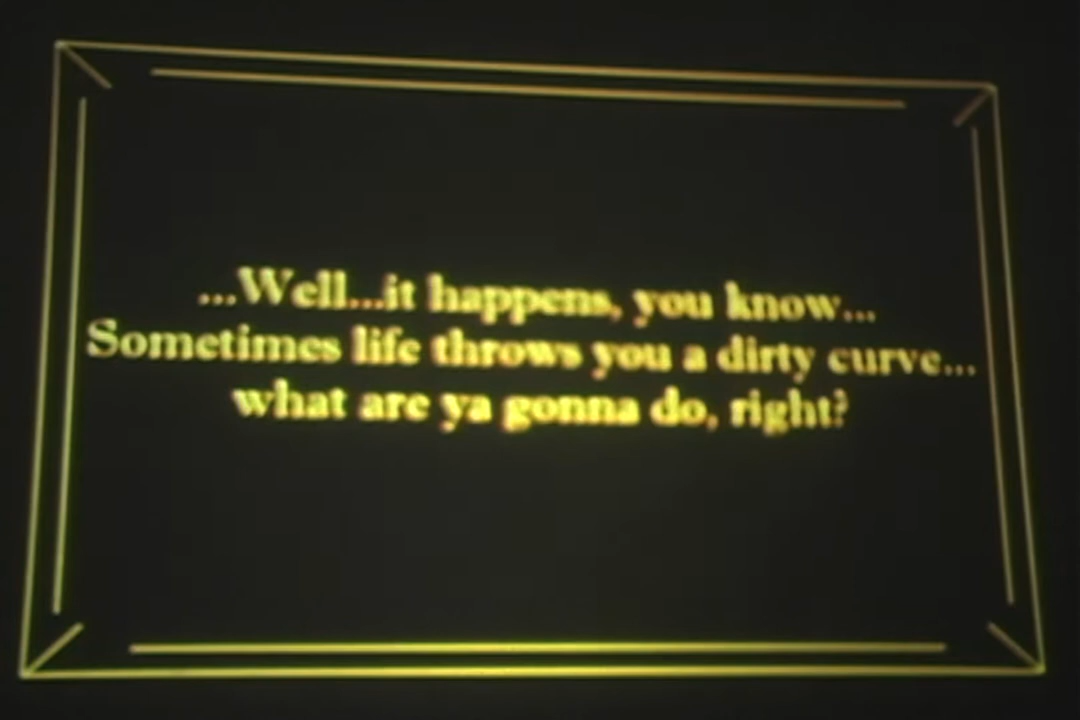 ...Well...it happens, you know...
Sometimes life throws you a dirty curve...
what are ya gonna do, right?